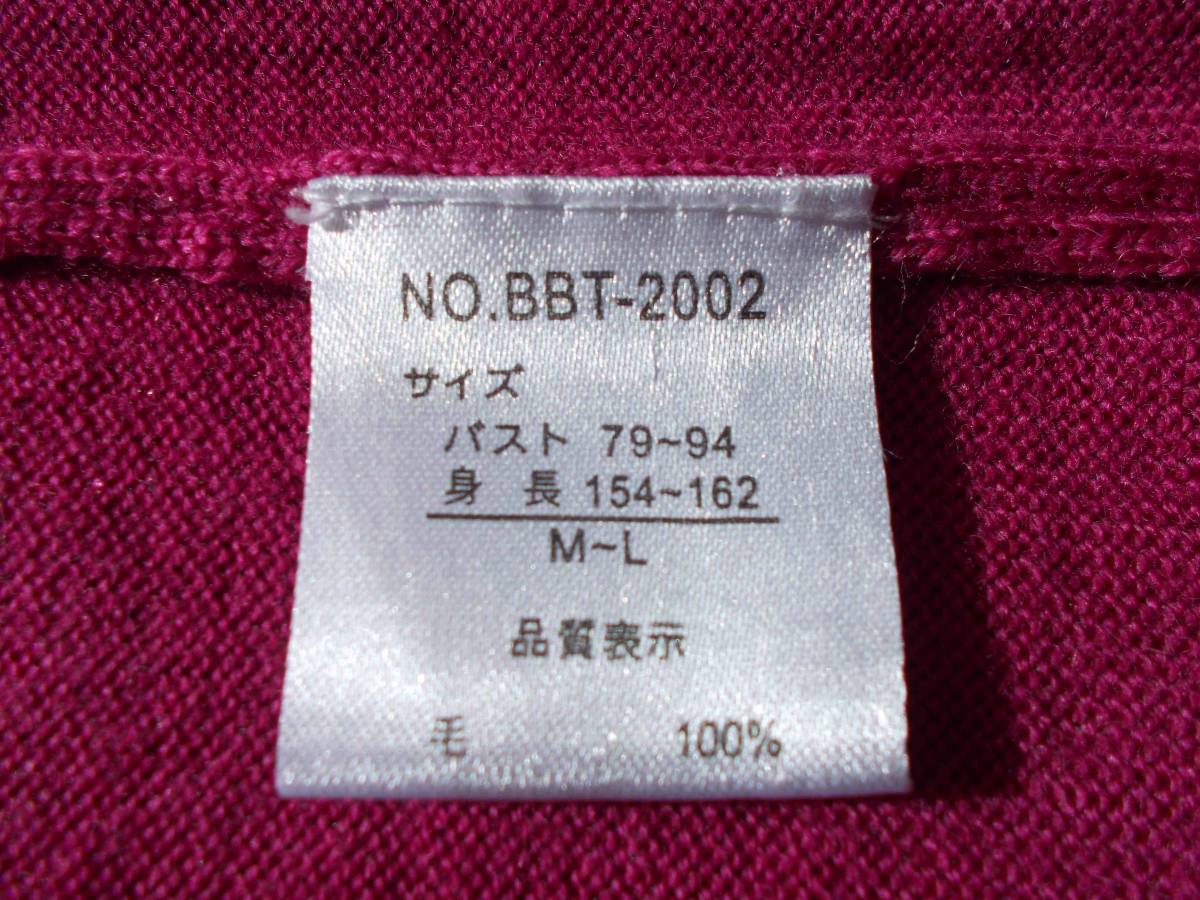 NO.BBT-2002
サイズ
バスト 79~94
身 長 154~162
M~L
品質表示
毛 100%